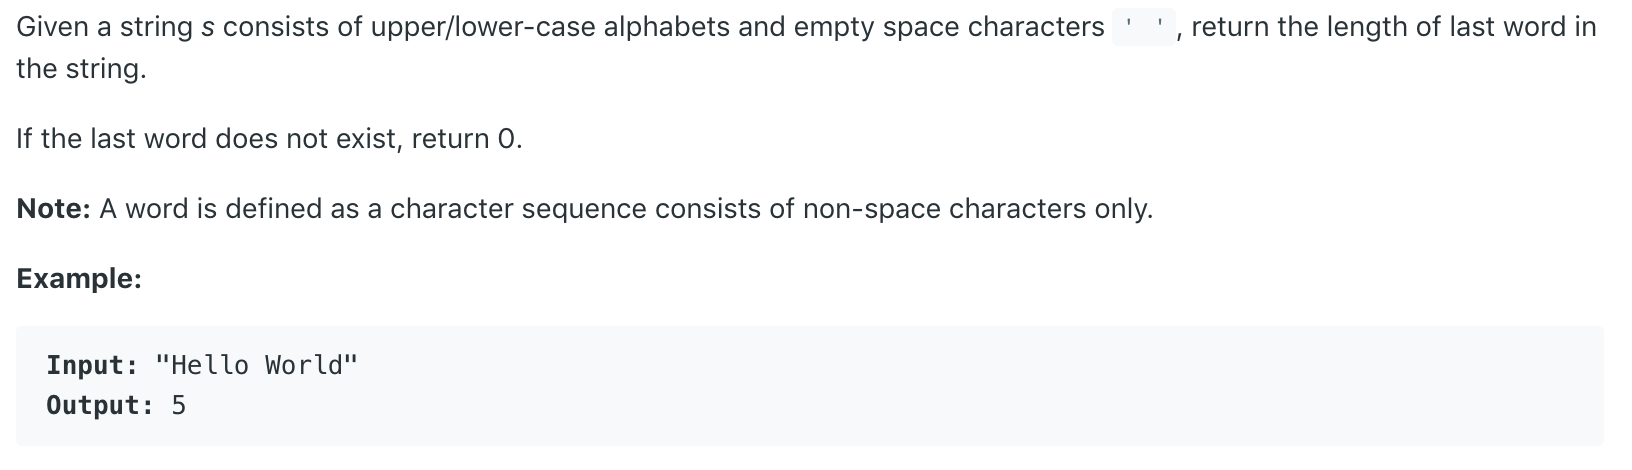 Given a string s consists of upper/lower-case alphabets and empty space characters ' ', return the length of last word in
the string.
If the last word does not exist, return 0.
Note: A word is defined as a character sequence consists of non-space characters only.
Example:
Input: "Hello World"
Output: 5